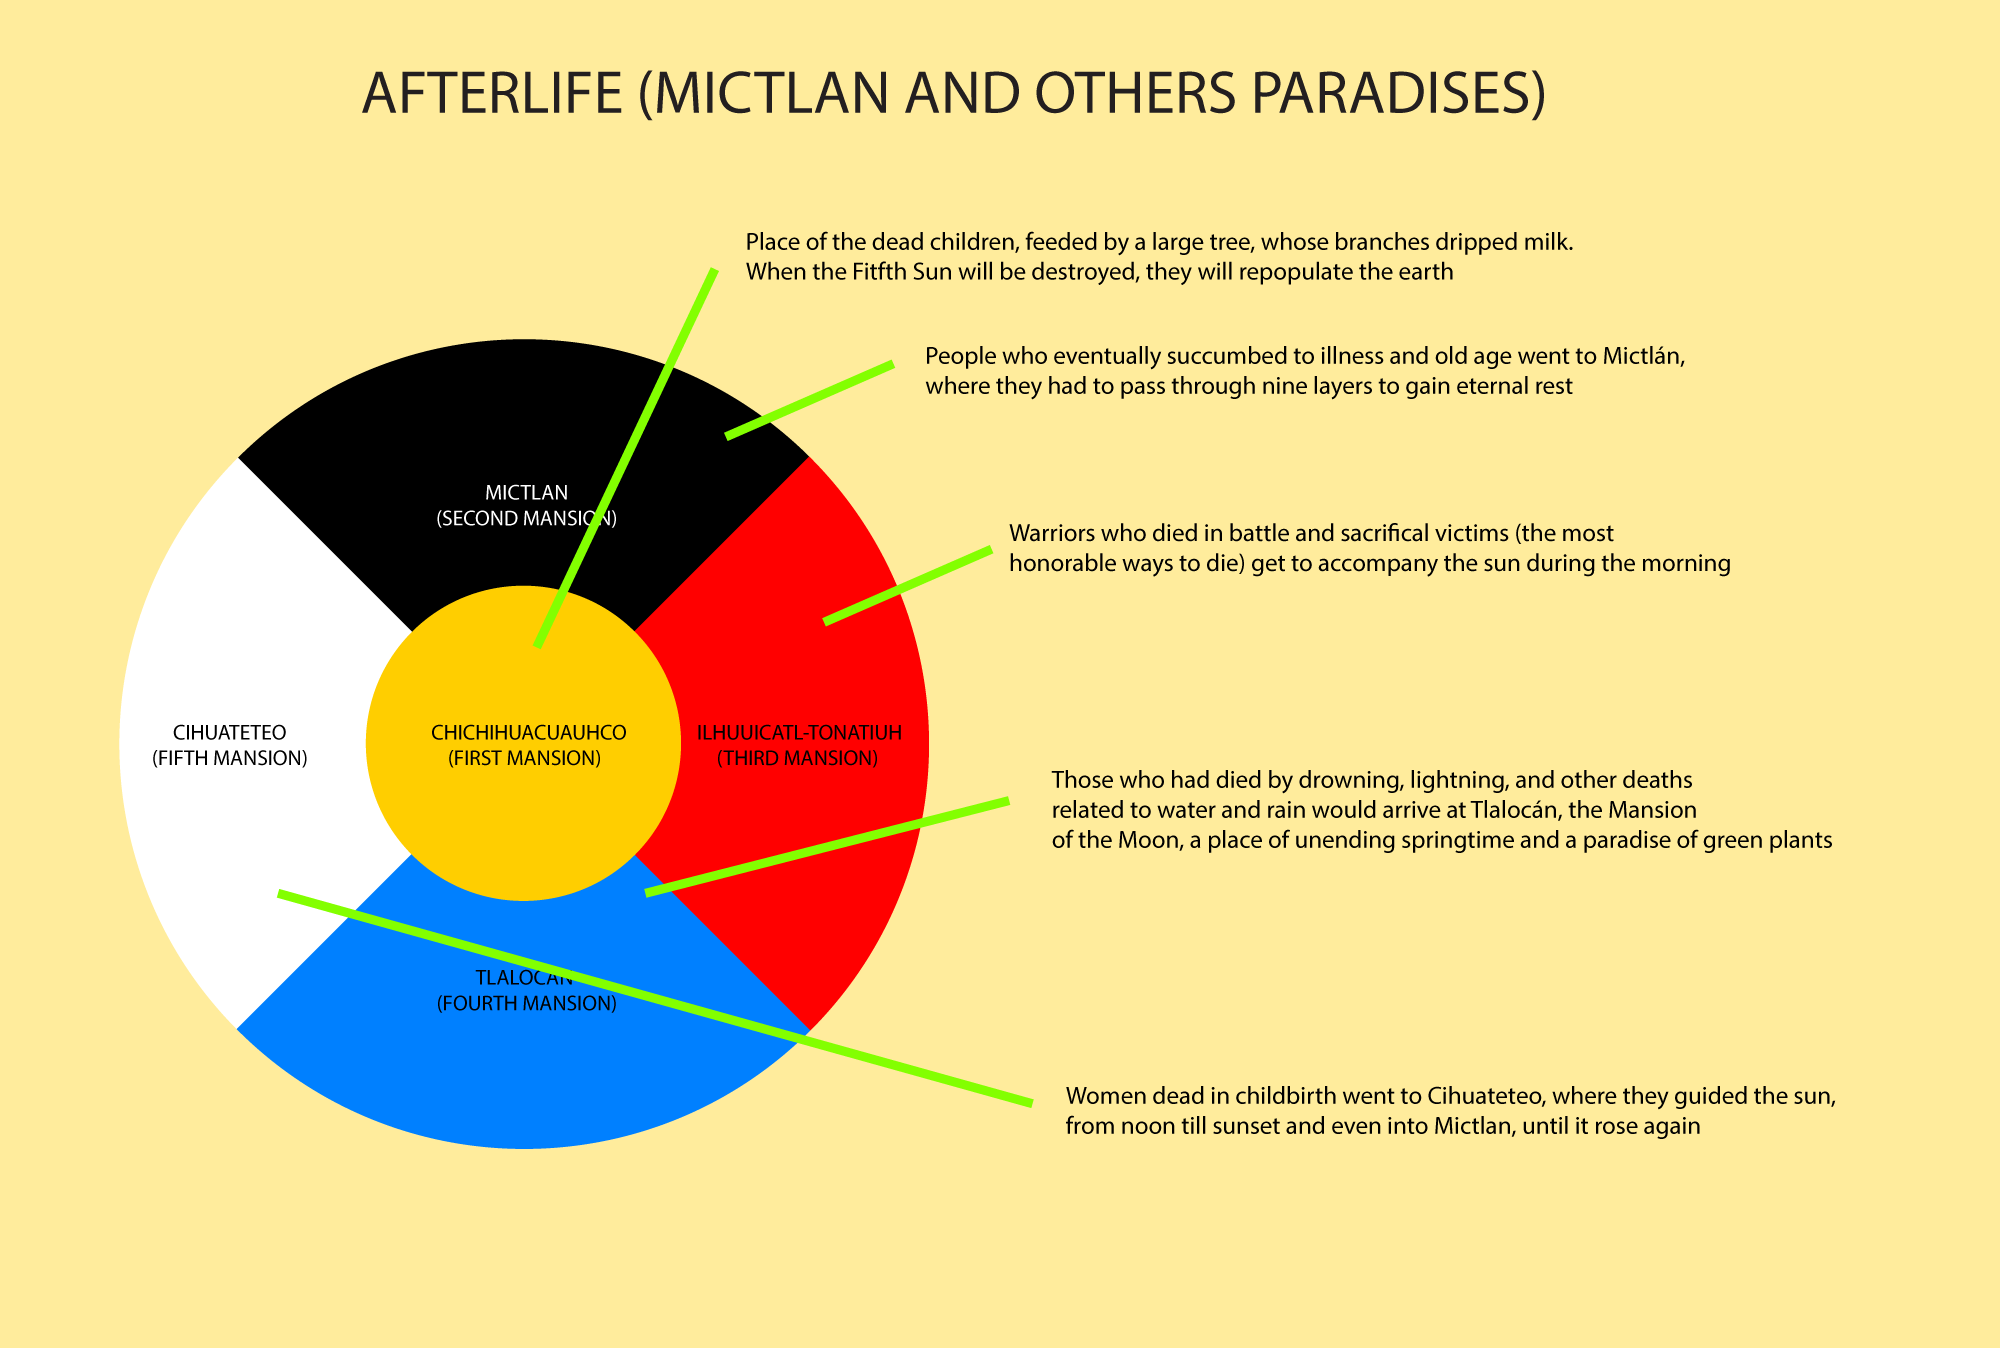 AFTERLIFE (MICTLAN AND OTHERS PARADISES)
Place of the dead children, feeded by a large tree, whose branches dripped milk.
When the Fitfth Sun will be destroyed, they will repopulate the earth
People who eventually succumbed to illness and old age went to Mictlán,
where they had to pass through nine layers to gain eternal rest
MICTLAN
(SECOND MANSION)
Warriors who died in battle and sacrifical victims (the most
honorable ways to die) get to accompany the sun during the morning
CIHUATETEO
(FIFTH MANSION)
CHICHIHUACUAUHCO
(FIRST MANSION)
ILHUUICATL-TONATIUH
(THIRD MANSION)
Those who had died by drowning, lightning, and other deaths
related to water and rain would arrive at Tlalocán, the Mansion
of the Moon, a place of unending springtime and a paradise of green plants
TLALOCAN
(FOURTH MANSION)
Women dead in childbirth went to Cihuateteo, where they guided the sun,
from noon till sunset and even into Mictlan, until it rose again